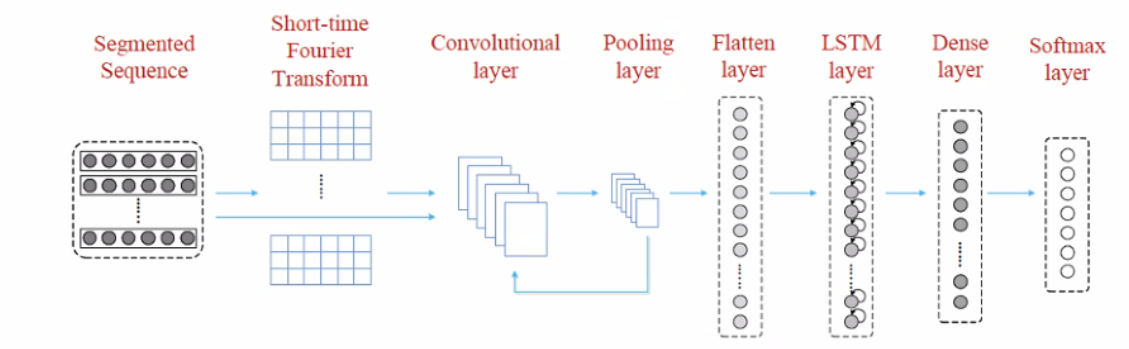 Segmented
Sequence
Short-time
Fourier
Transform
Convolutional
layer
Pooling
layer
Flatten
layer
LSTM
layer
Dense
layer
Softmax
layer